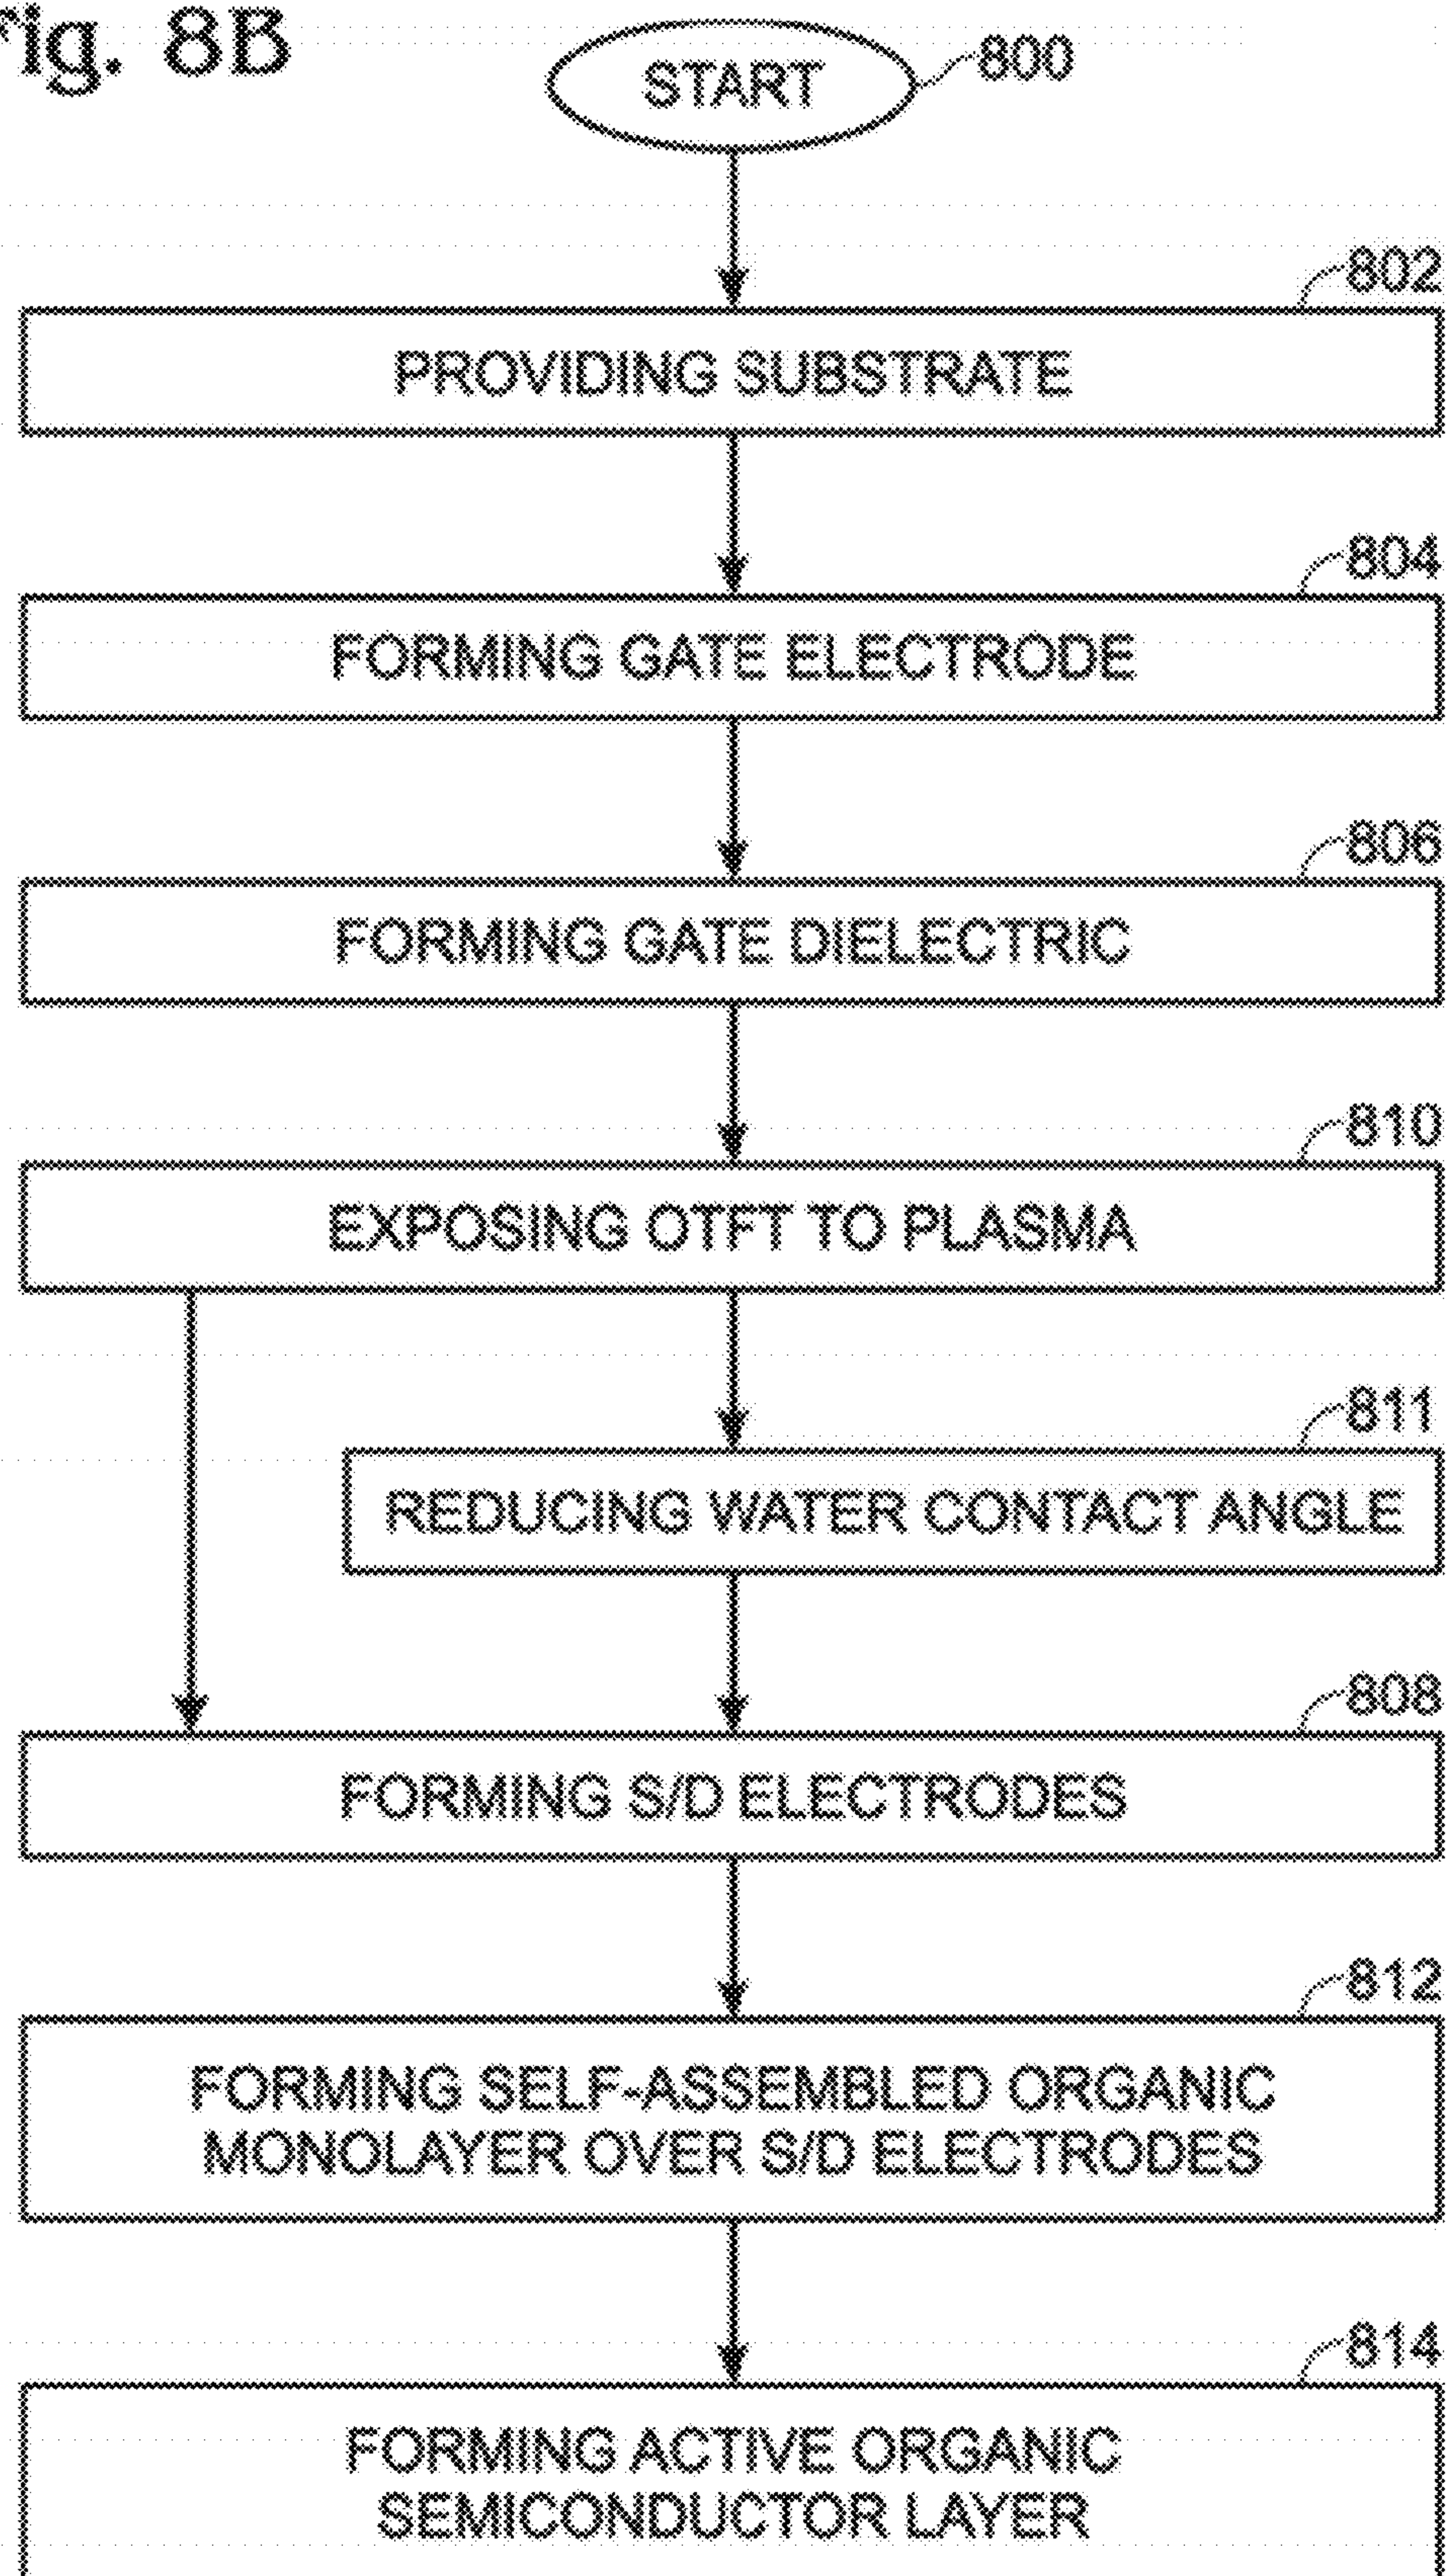 Fig. 8B
START
800
802
PROVIDING SUBSTRATE
804
FORMING GATE ELECTRODE
806
FORMING GATE DIELECTRIC
810
EXPOSING OTFT TO PLASMA
811
REDUCING WATER CONTACT ANGLE
808
FORMING S/D ELECTRODES
812
FORMING SELF-ASSEMBLED ORGANIC
MONOLAYER OVER S/D ELECTRODES
814
FORMING ACTIVE ORGANIC
SEMICONDUCTOR LAYER